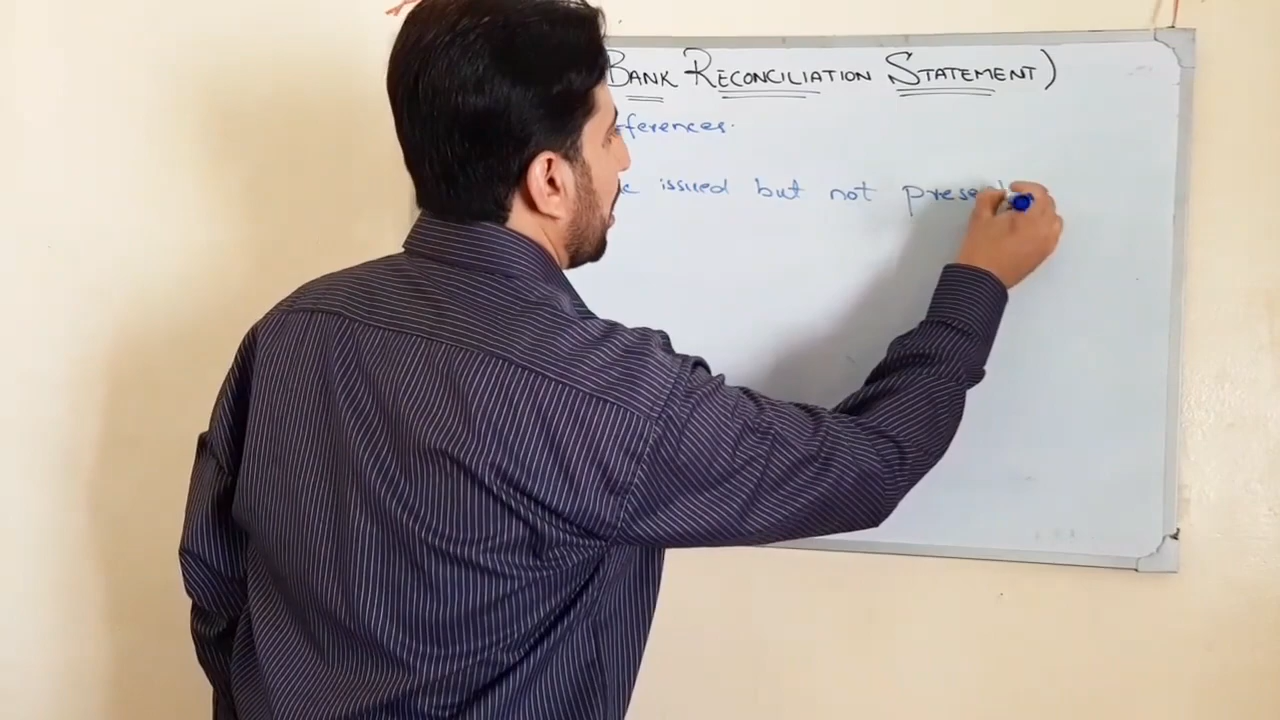 BANK RECONCILIATION STATEMENT)
ferences.
issued but not prese